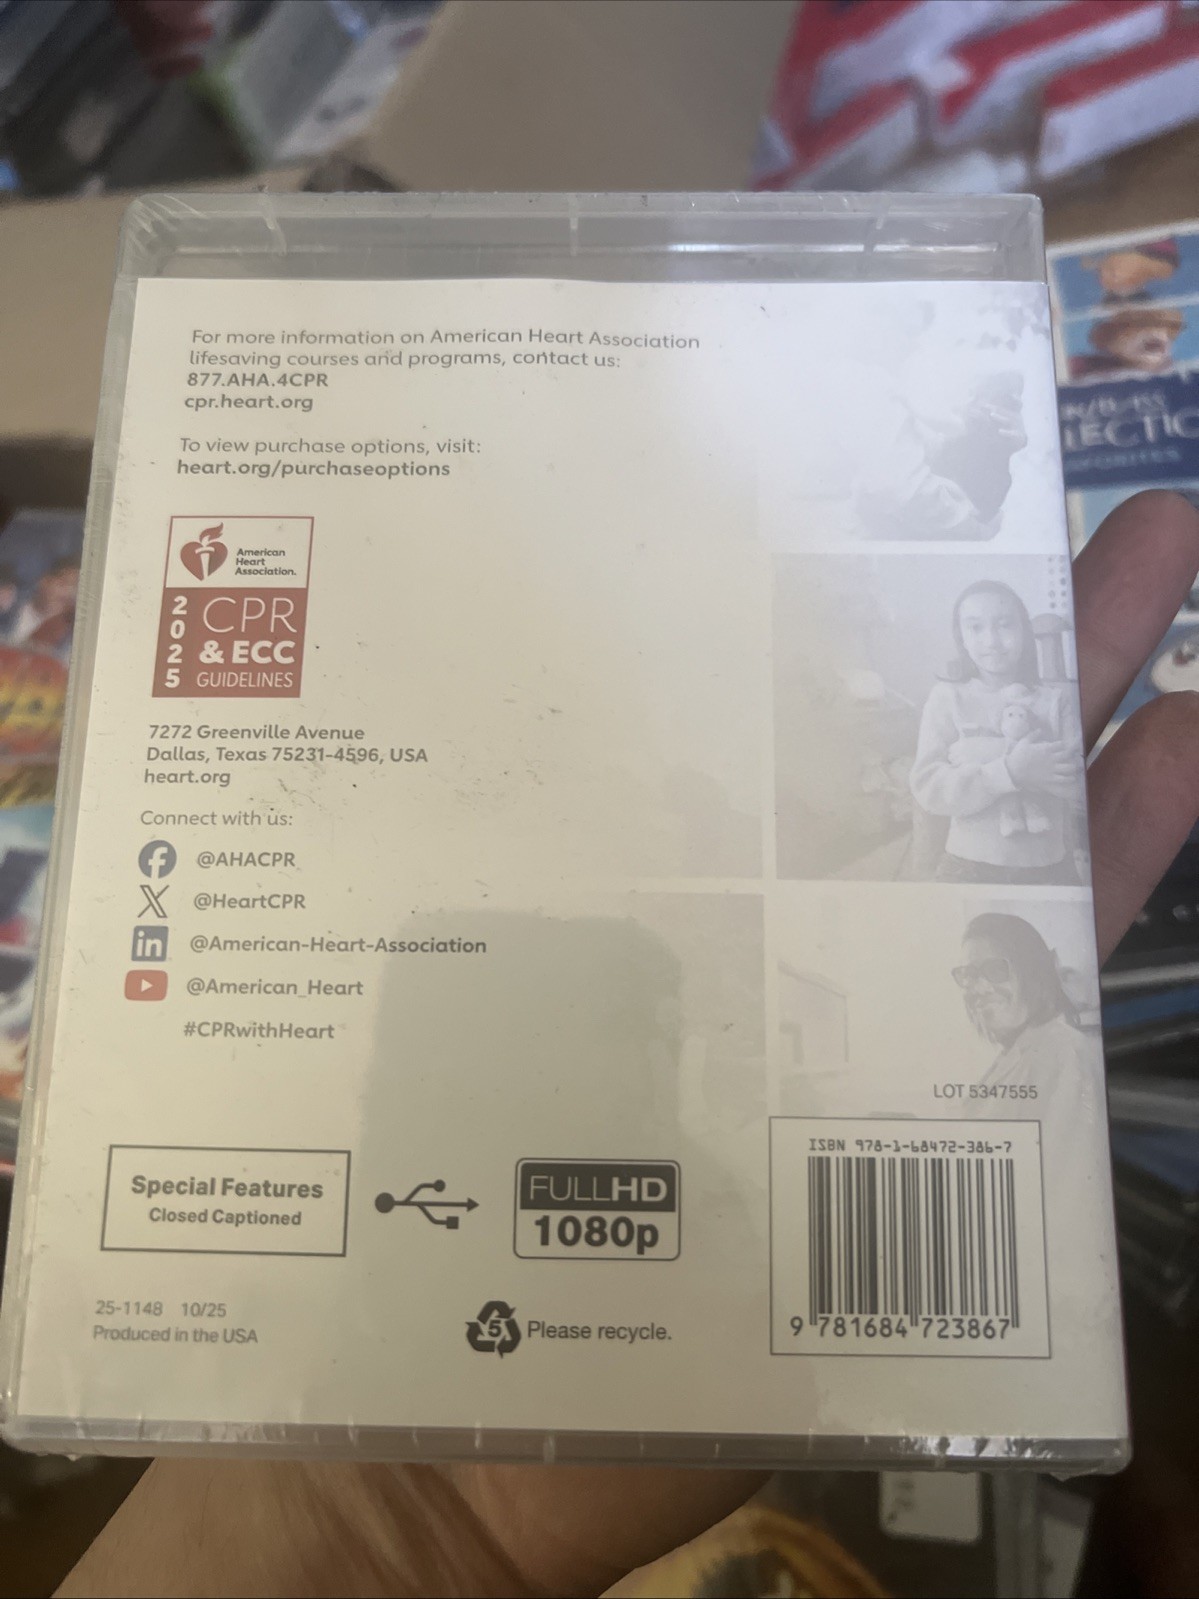 For more information on American Heart Association
lifesaving courses and programs, contact us:
877.AHA.4CPR
cpr.heart.org
To view purchase options, visit:
heart.org/purchaseoptions
American
Heart
Association.
2025
CPR
& ECC
GUIDELINES
7272 Greenville Avenue
Dallas, Texas 75231-4596, USA
heart.org
Connect with us:
@AHACPR
@HeartCPR
in @American-Heart-Association
@American_Heart
#CPRwithHeart
LOT 5347555
ISBN 978-1-68472-386-7
9 781684 723867
Special Features
Closed Captioned
FULLHD
1080p
25-1148 10/25
Produced in the USA
5 Please recycle.